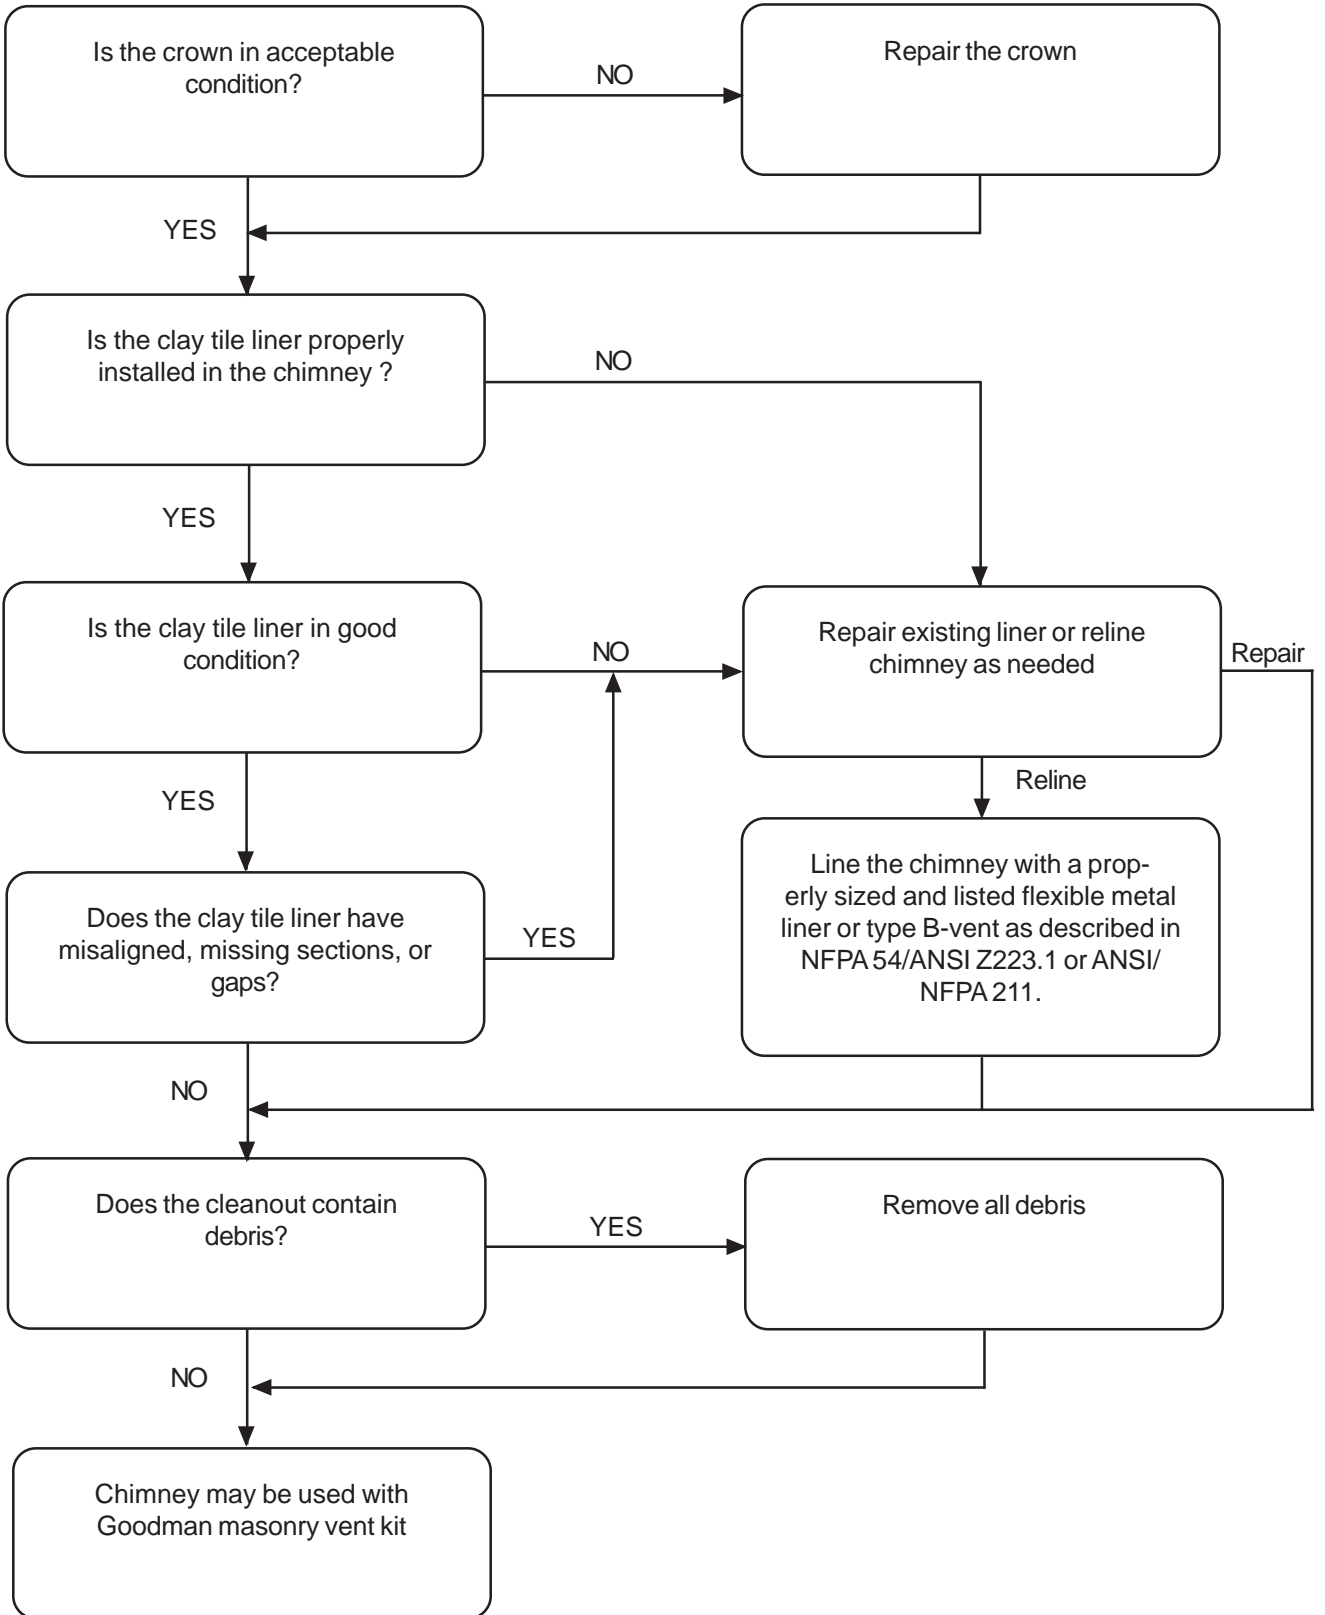 Is the crown in acceptable
condition?
NO
Repair the crown
YES
Is the clay tile liner properly
installed in the chimney ?
NO
YES
Is the clay tile liner in good
condition?
NO
Repair existing liner or reline
chimney as needed
Repair
YES
Reline
Does the clay tile liner have
misaligned, missing sections, or
gaps?
YES
Line the chimney with a prop-
erly sized and listed flexible metal
liner or type B-vent as described in
NFPA 54/ANSI Z223.1 or ANSI/
NFPA 211.
NO
Does the cleanout contain
debris?
YES
Remove all debris
NO
Chimney may be used with
Goodman masonry vent kit